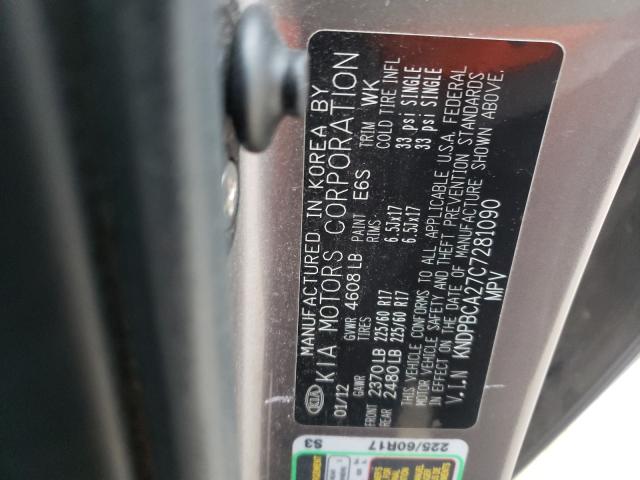 MANUFACTURED IN KOREA BY
KIA KIA MOTORS CORPORATION
01/12 GVWR 4608 LB PAINT E6S TRIM WK
GAWR TIRES RIMS COLD TIRE INFL
FRONT 2370 LB 225/60 R17 6.5Jx17 33 psi SINGLE
REAR 2480 LB 225/60 R17 6.5Jx17 33 psi SINGLE
THIS VEHICLE CONFORMS TO ALL APPLICABLE U.S.A. FEDERAL
MOTOR VEHICLE SAFETY AND THEFT PREVENTION STANDARDS
IN EFFECT ON THE DATE OF MANUFACTURE SHOWN ABOVE.
V.I.N KNDPBCA27C7281090
MPV
S3 225/60R17